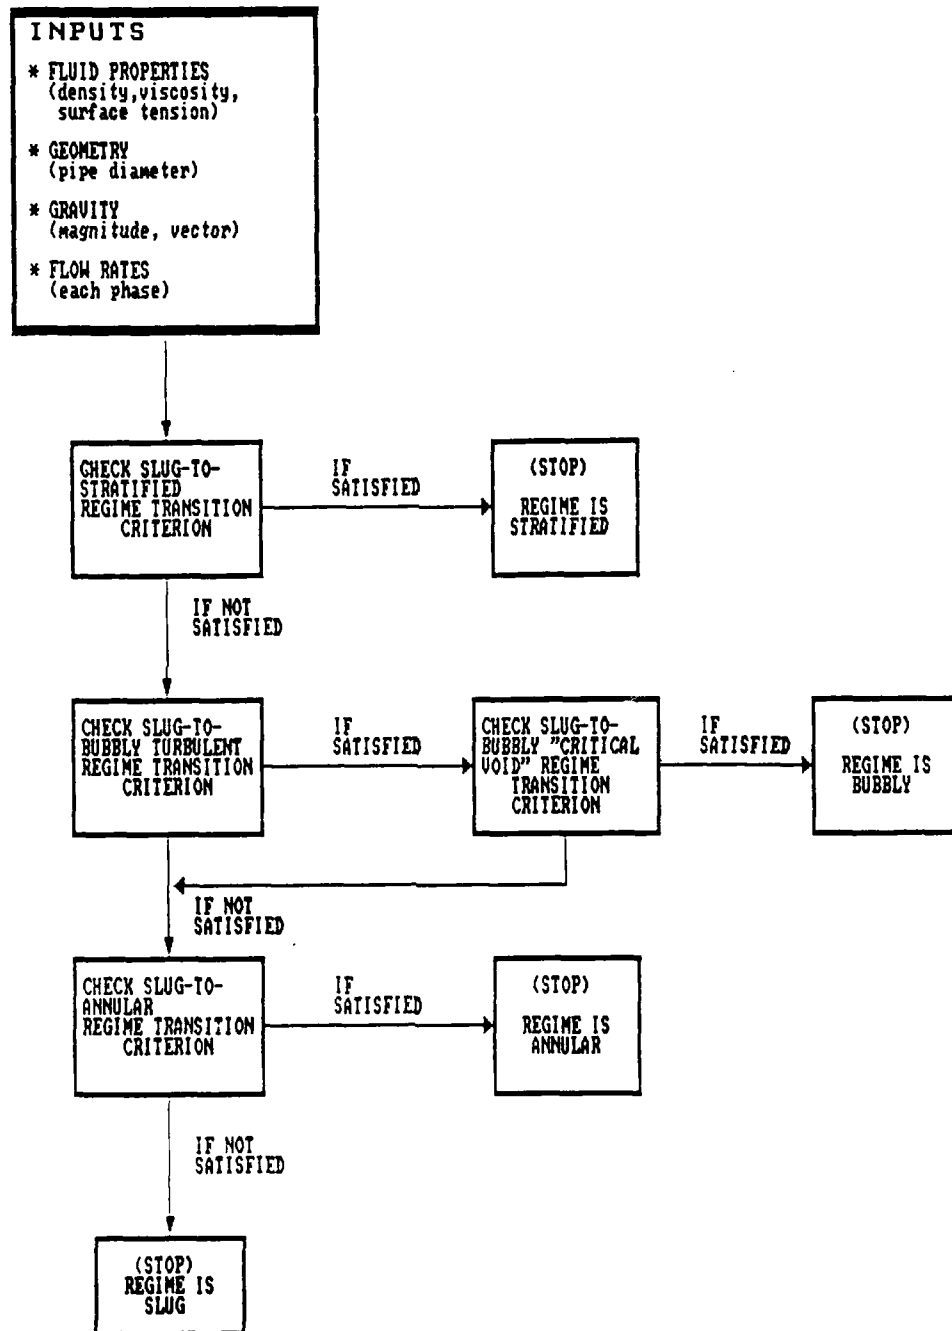 INPUTS
* FLUID PROPERTIES
(density,viscosity,
surface tension)
* GEOMETRY
(pipe diameter)
* GRAVITY
(magnitude, vector)
* FLOW RATES
(each phase)
CHECK SLUG-TO-
STRATIFIED
REGIME TRANSITION
CRITERION
IF
SATISFIED
(STOP)
REGIME IS
STRATIFIED
IF NOT
SATISFIED
CHECK SLUG-TO-
BUBBLY TURBULENT
REGIME TRANSITION
CRITERION
IF
SATISFIED
CHECK SLUG-TO-
BUBBLY "CRITICAL
VOID" REGIME
TRANSITION
CRITERION
IF
SATISFIED
(STOP)
REGIME IS
BUBBLY
IF NOT
SATISFIED
CHECK SLUG-TO-
ANNULAR
REGIME TRANSITION
CRITERION
IF
SATISFIED
(STOP)
REGIME IS
ANNULAR
IF NOT
SATISFIED
(STOP)
REGIME IS
SLUG